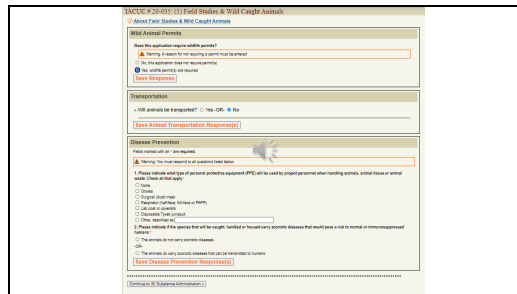 IACUC # 20-035: (5) Field Studies & Wild Caught Animals
About Field Studies & Wild Caught Animals
Wild Animal Permits
Does this application require wildlife permits?
Warning: A reason for not requiring a permit must be entered
No, this application does not require permit(s)
Yes, wildlife permit(s) are required
Save Response
Transportation
Will animals be transported? Yes -OR- No
Save Animal Transportation Response(s)
Disease Prevention
Fields marked with an * are required.
Warning: You must respond to all questions listed below.
1. Please indicate what type of personal protective equipment (PPE) will be used by project personnel when handling animals, animal tissue or animal
waste. Check all that apply.*
None
Gloves
Surgical (dust) mask
Respirator (half-face, full-face or PAPR)
Lab coat or coveralls
Disposable Tyvek jumpsuit
Other, described as
2. Please indicate if the species that will be caught, handled or housed carry zoonotic diseases that would pose a risk to normal or immunosuppressed
humans.*
The animals do not carry zoonotic diseases.
-OR-
The animals do carry zoonotic diseases that can be transmitted to humans.
Save Disease Prevention Response(s)
Continue to (6) Substance Administration »